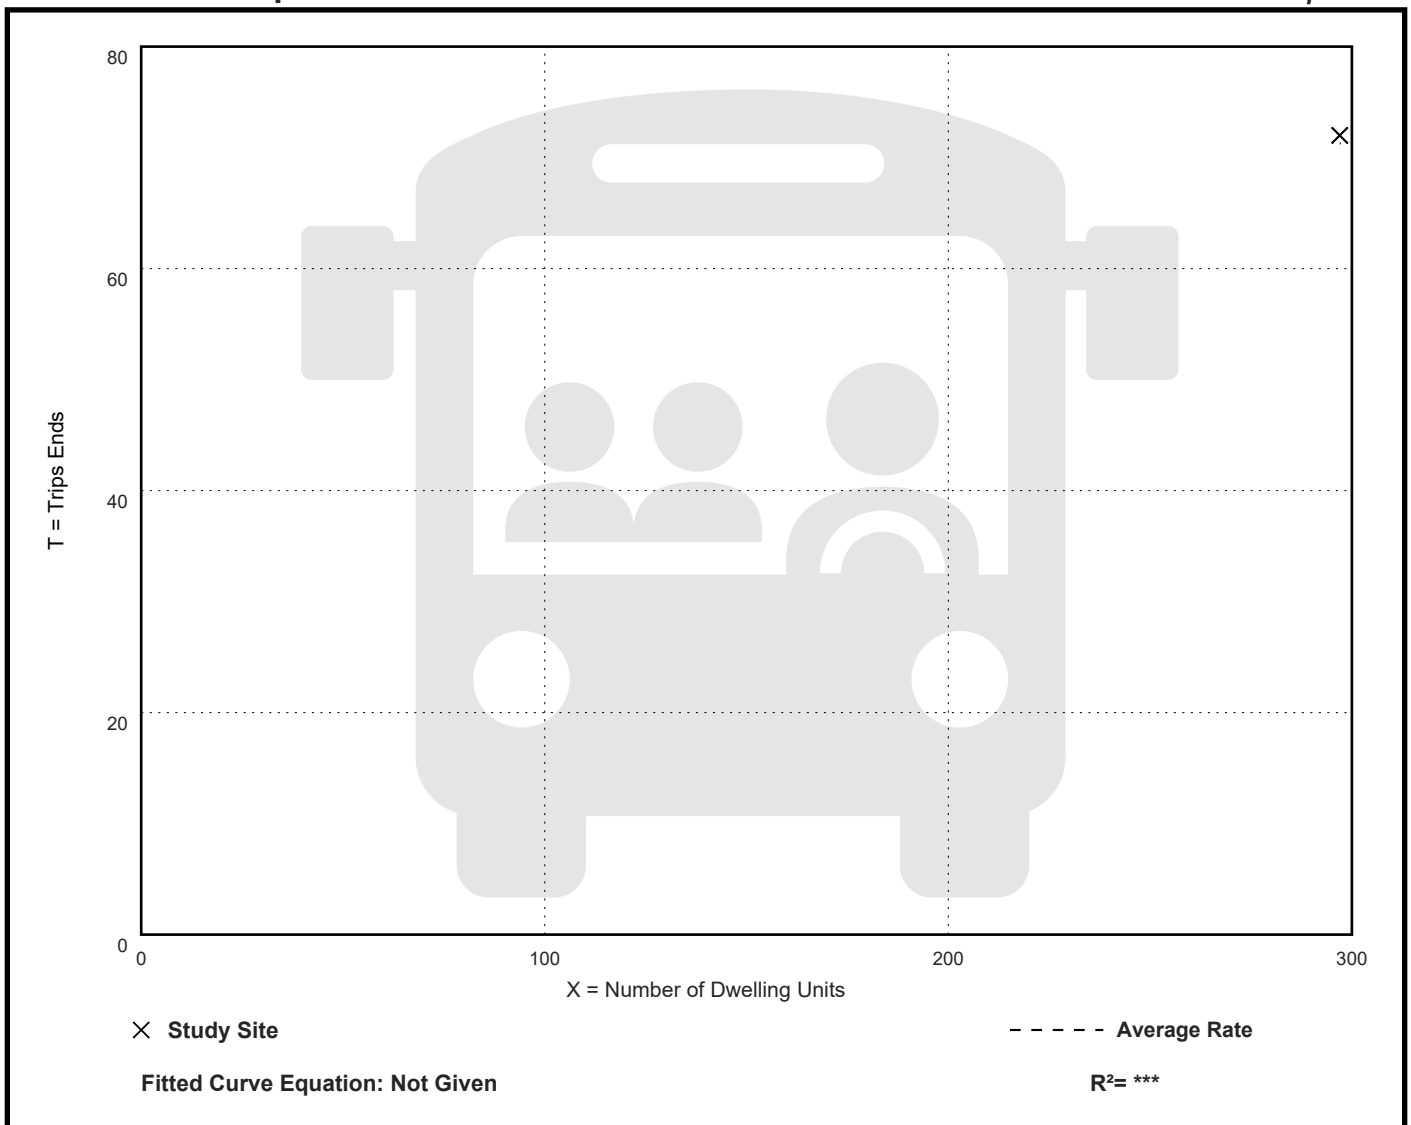 80
60
40
20
0
T = Trips Ends
0 100 200 300
X = Number of Dwelling Units
Study Site Average Rate
Fitted Curve Equation: Not Given R²= ***